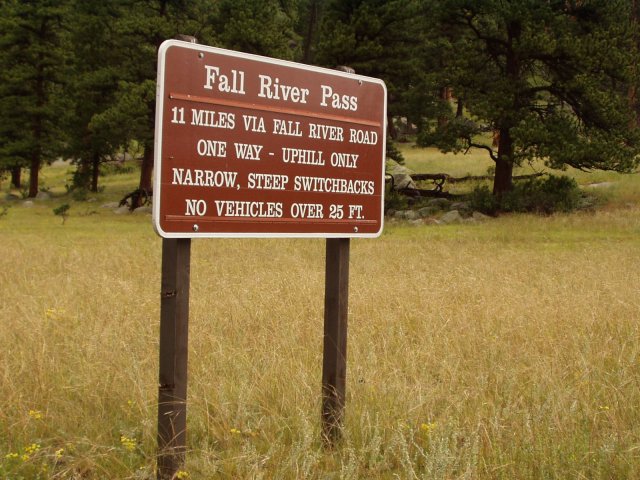 Fall River Pass
11 MILES VIA FALL RIVER ROAD
ONE WAY - UPHILL ONLY
NARROW, STEEP SWITCHBACKS
NO VEHICLES OVER 25 FT.